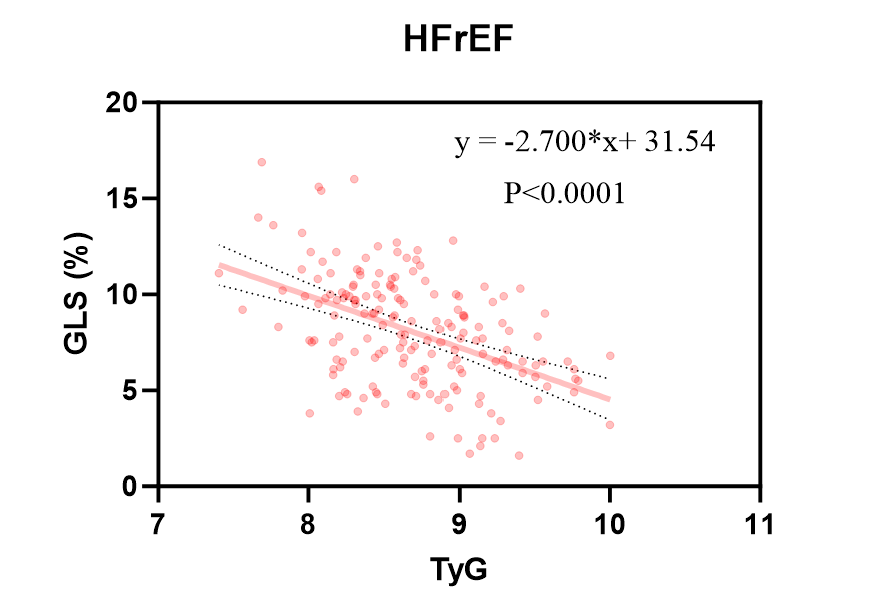 HFrEF
y = -2.700*x+ 31.54
P<0.0001
GLS (%)
20
15
10
5
0
7 8 9 10 11
TyG